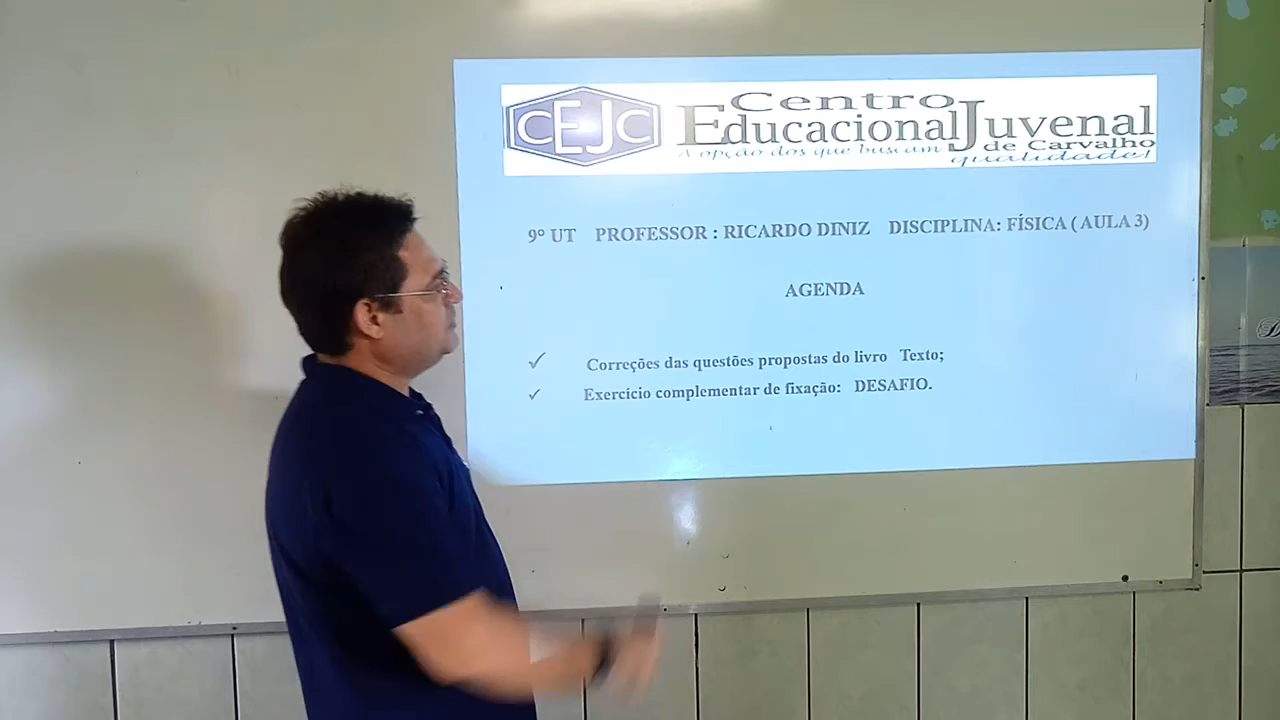 CEJC
Centro
Educacional Juvenal
de Carvalho
A opção dos que buscam qualidade!
9º UT PROFESSOR : RICARDO DINIZ DISCIPLINA: FÍSICA ( AULA 3)
AGENDA
✓ Correções das questões propostas do livro Texto;
✓ Exercício complementar de fixação: DESAFIO.